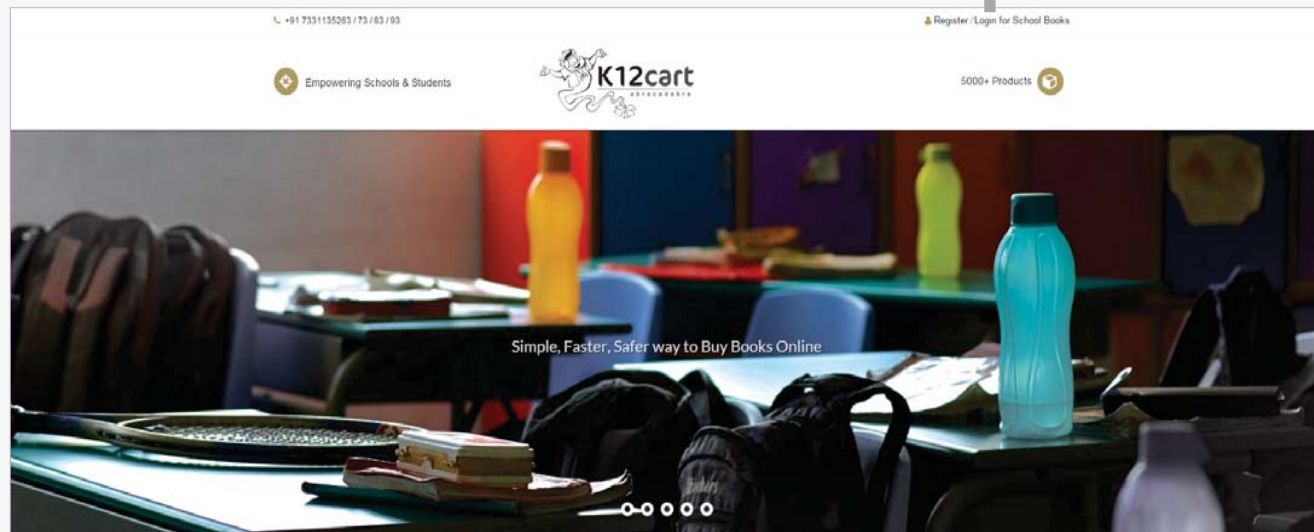 +91 7331135263 / 73 / 83 / 93
Register / Login for School Books
Empowering Schools & Students
K12cart
abracadabra
5000+ Products
Simple, Faster, Safer way to Buy Books Online